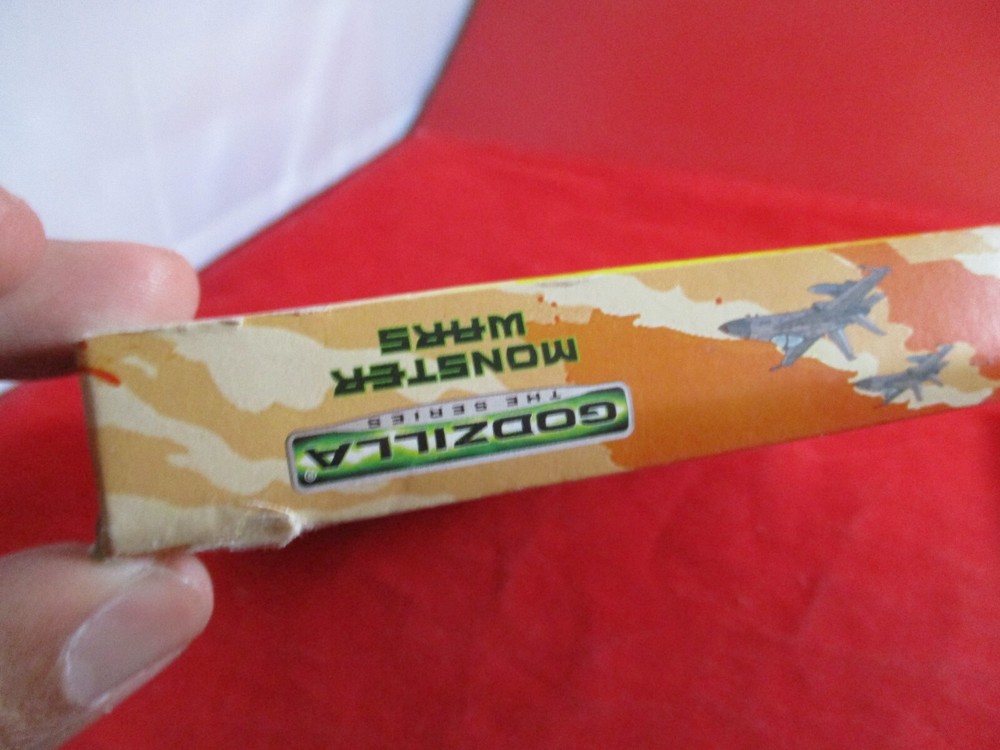 GODZILLA®
THE SERIES
MONSTER
WARS